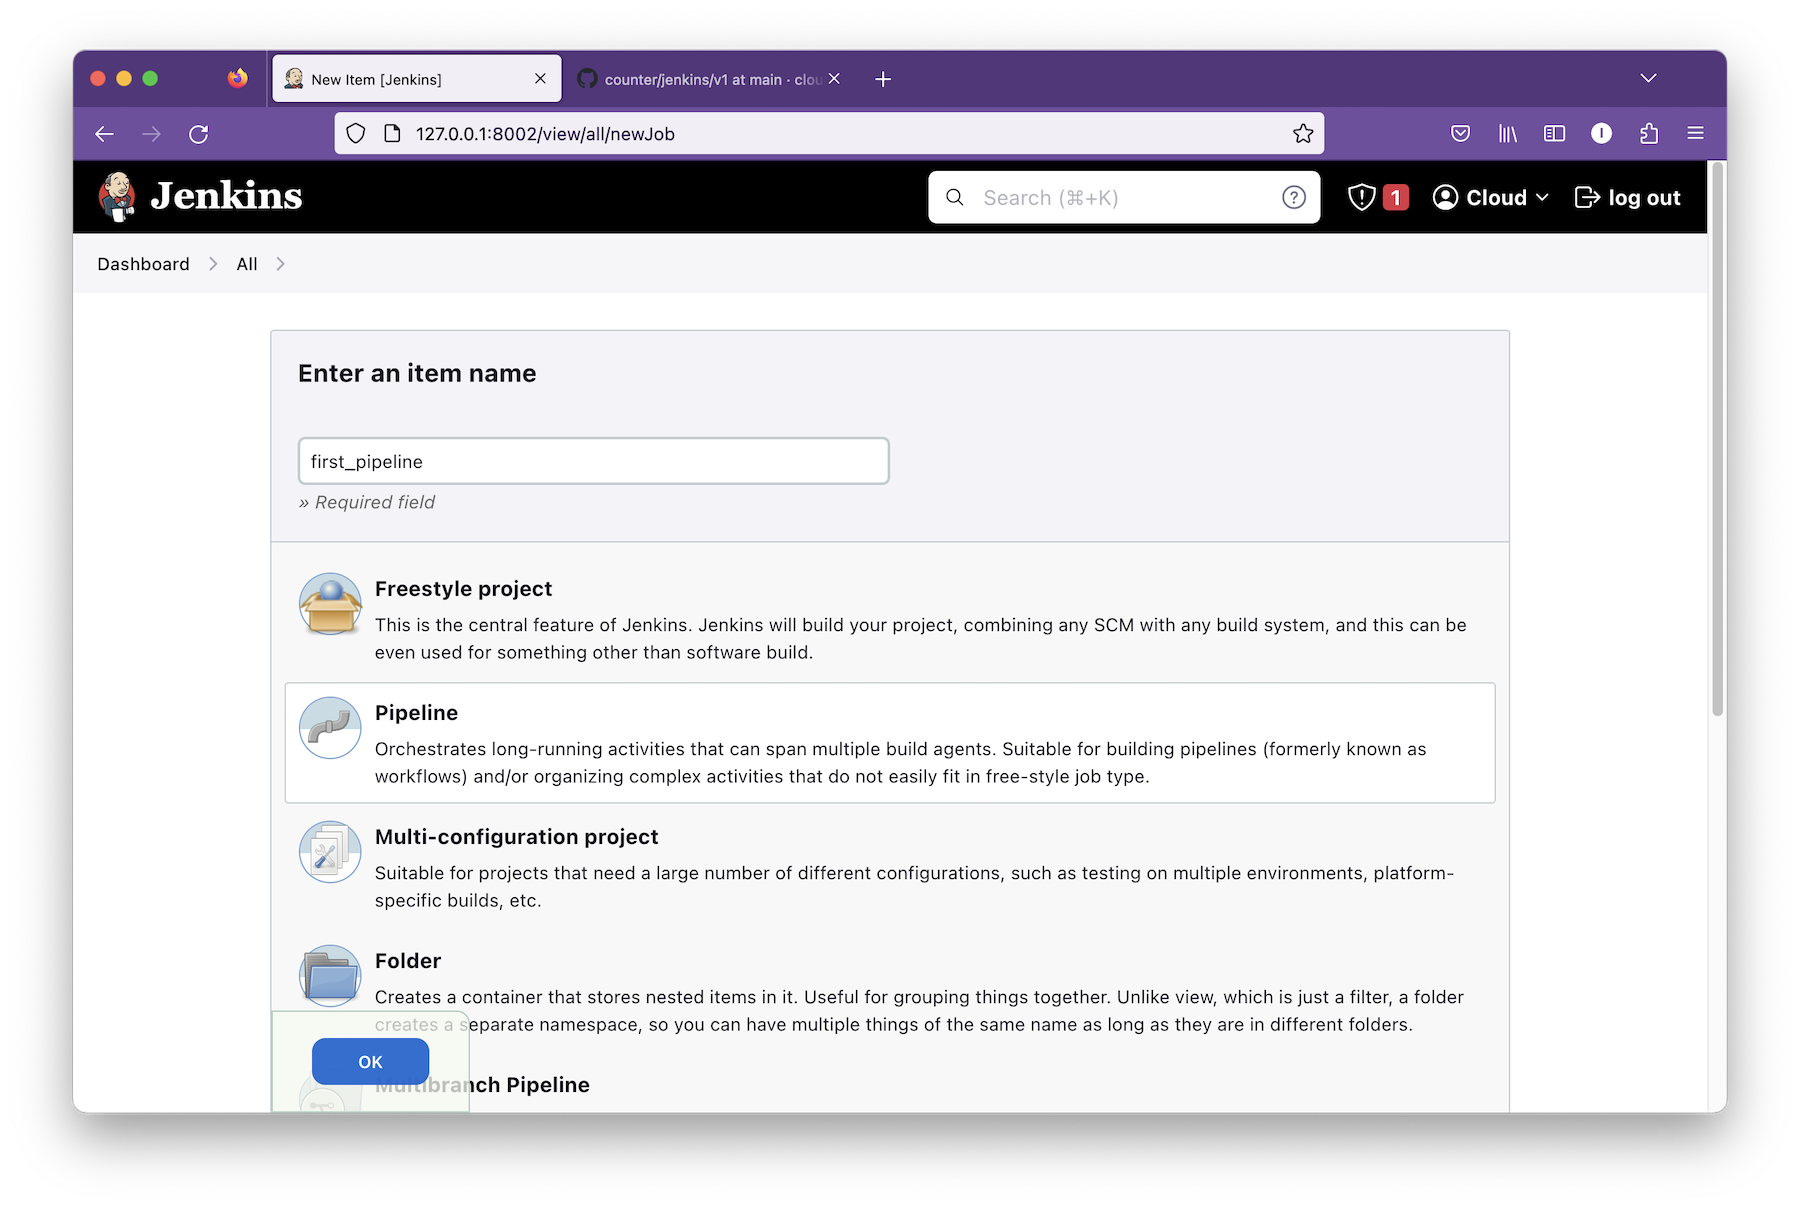 New Item [Jenkins]
counter/jenkins/v1 at main · clou
127.0.0.1:8002/view/all/newJob
Jenkins
Search (⌘+K)
1
Cloud
log out
Dashboard
All
Enter an item name
first_pipeline
» Required field
Freestyle project
This is the central feature of Jenkins. Jenkins will build your project, combining any SCM with any build system, and this can be
even used for something other than software build.
Pipeline
Orchestrates long-running activities that can span multiple build agents. Suitable for building pipelines (formerly known as
workflows) and/or organizing complex activities that do not easily fit in free-style job type.
Multi-configuration project
Suitable for projects that need a large number of different configurations, such as testing on multiple environments, platform-
specific builds, etc.
Folder
Creates a container that stores nested items in it. Useful for grouping things together. Unlike view, which is just a filter, a folder
creates a separate namespace, so you can have multiple things of the same name as long as they are in different folders.
OK
Multibranch Pipeline